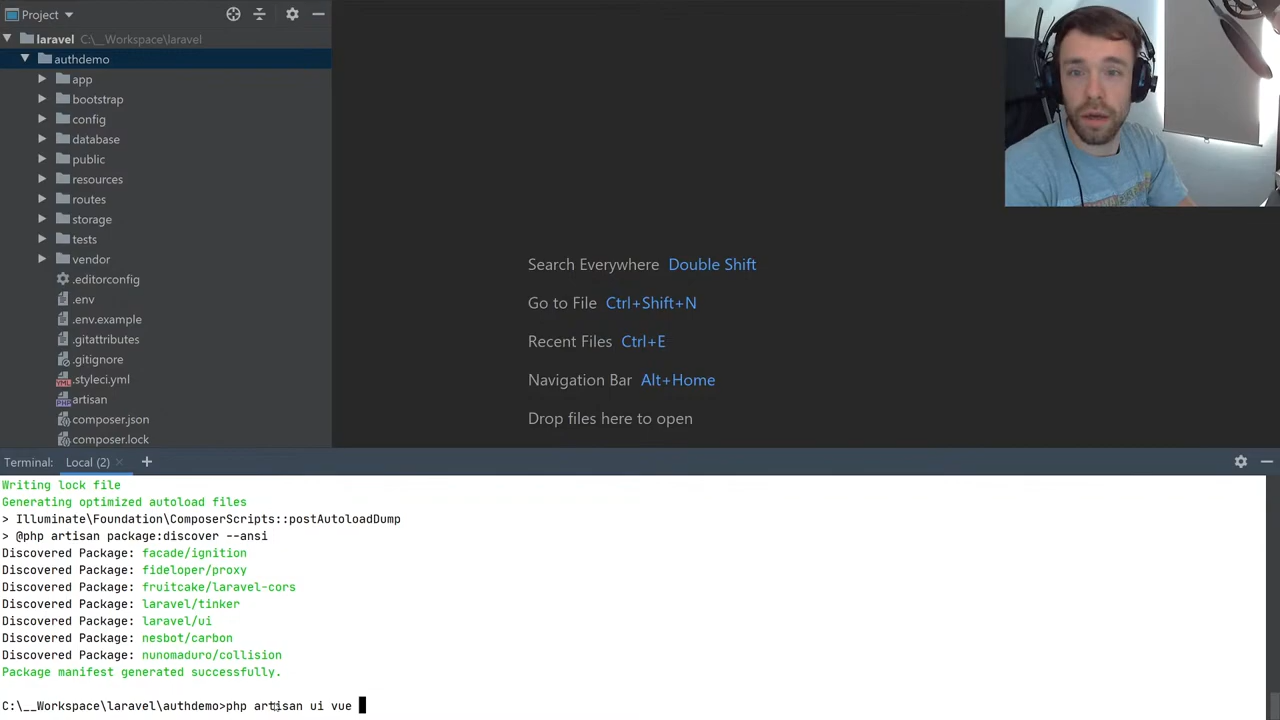 Project
laravel C:\__Workspace\laravel
authdemo
app
bootstrap
config
database
public
resources
routes
storage
tests
vendor
.editorconfig
.env
.env.example
.gitattributes
.gitignore
.styleci.yml
artisan
composer.json
composer.lock
Search Everywhere Double Shift
Go to File Ctrl+Shift+N
Recent Files Ctrl+E
Navigation Bar Alt+Home
Drop files here to open
Terminal: Local (2) × +
Writing lock file
Generating optimized autoload files
> Illuminate\Foundation\ComposerScripts::postAutoloadDump
> @php artisan package:discover --ansi
Discovered Package: facade/ignition
Discovered Package: fideloper/proxy
Discovered Package: fruitcake/laravel-cors
Discovered Package: laravel/tinker
Discovered Package: laravel/ui
Discovered Package: nesbot/carbon
Discovered Package: nunomaduro/collision
Package manifest generated successfully.
C:\__Workspace\laravel\authdemo>php artisan ui vue